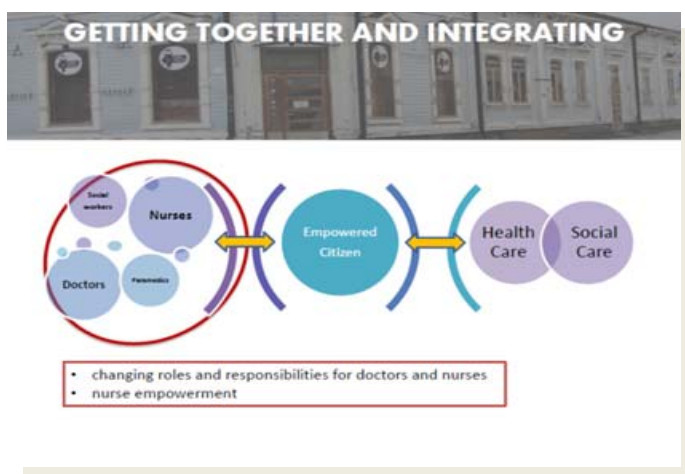 GETTING TOGETHER AND INTEGRATING
Social
workers
Nurses
Doctors
Paramedics
Empowered
Citizen
Health
Care
Social
Care
• changing roles and responsibilities for doctors and nurses
• nurse empowerment